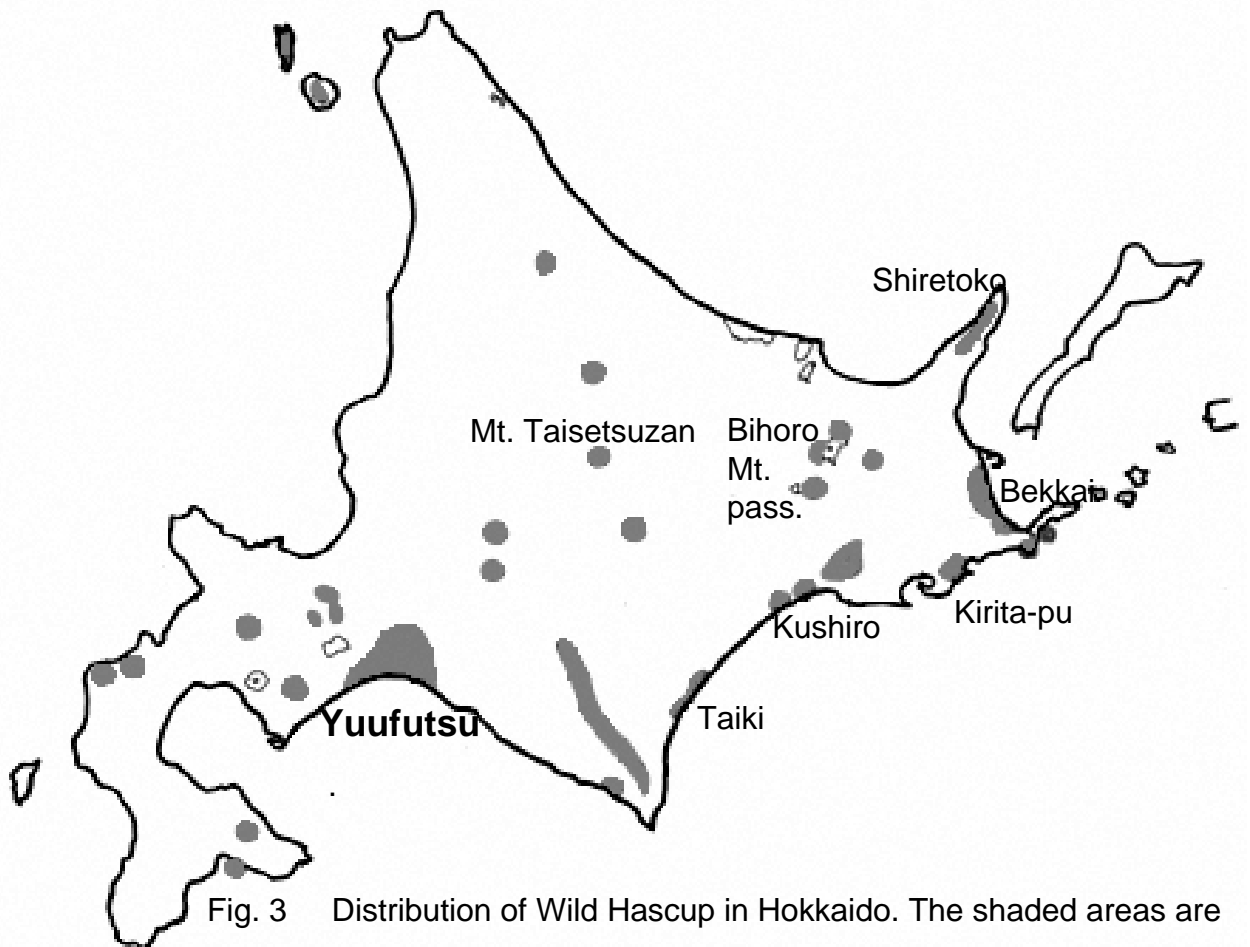 Shiretoko
Mt. Taisetsuzan
Bihoro
Mt.
pass.
Bekkai
Kirita-pu
Kushiro
Taiki
Yuufutsu
Fig. 3 Distribution of Wild Hascup in Hokkaido. The shaded areas are